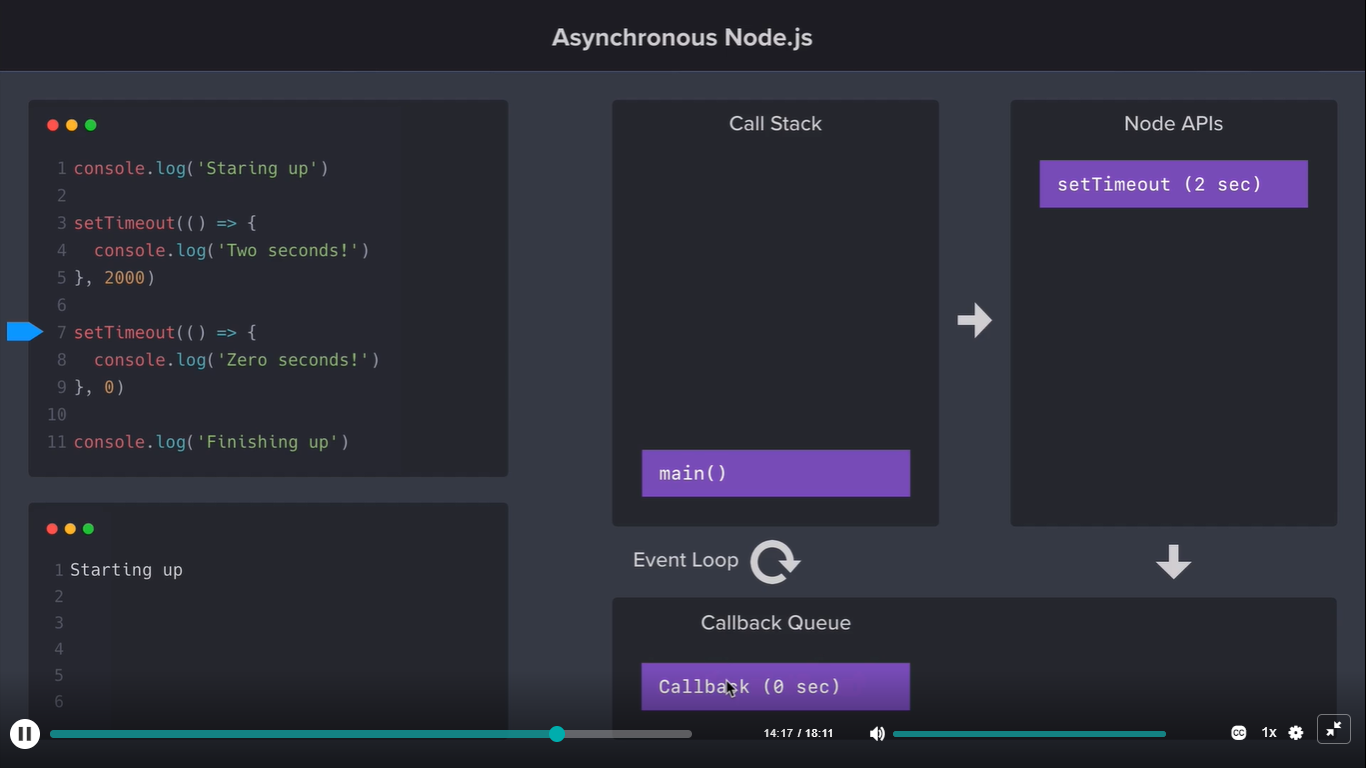 Asynchronous Node.js
1 console.log('Staring up')
2
3 setTimeout(() => {
4   console.log('Two seconds!')
5 }, 2000)
6
7 setTimeout(() => {
8   console.log('Zero seconds!')
9 }, 0)
10
11 console.log('Finishing up')
1 Starting up
2
3
4
5
6
Call Stack
main()
Node APIs
setTimeout (2 sec)
Event Loop
Callback Queue
Callback (0 sec)
14:17 / 18:11
CC
1x